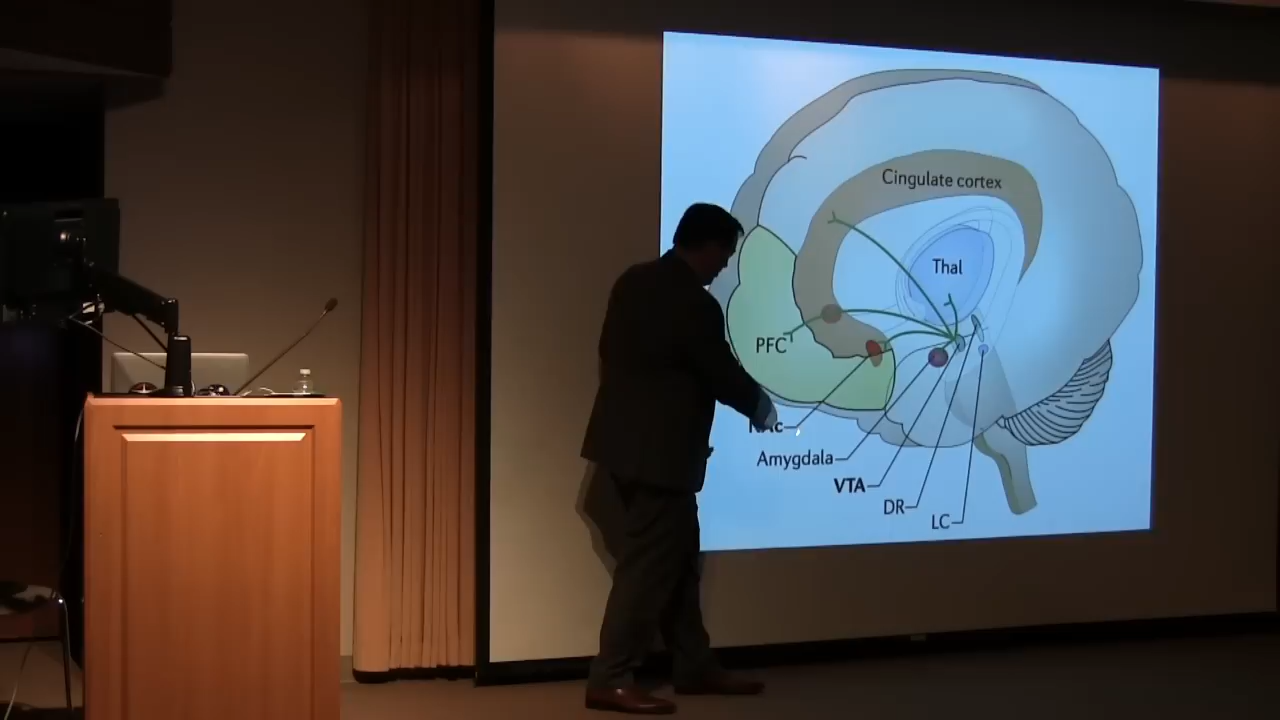 Cingulate cortex
Thal
PFC
NAc
Amygdala
VTA
DR
LC